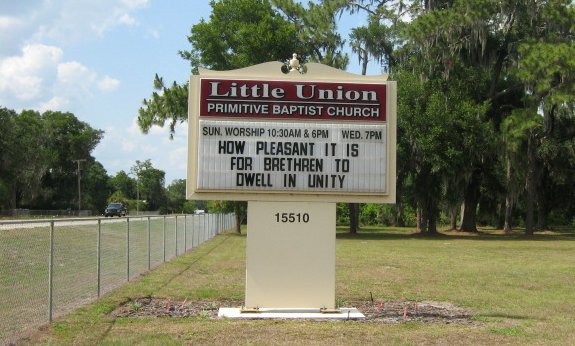 Little Union
PRIMITIVE BAPTIST CHURCH
SUN. WORSHIP 10:30AM & 6PM WED. 7PM
HOW PLEASANT IT IS
FOR BRETHREN TO
DWELL IN UNITY
15510